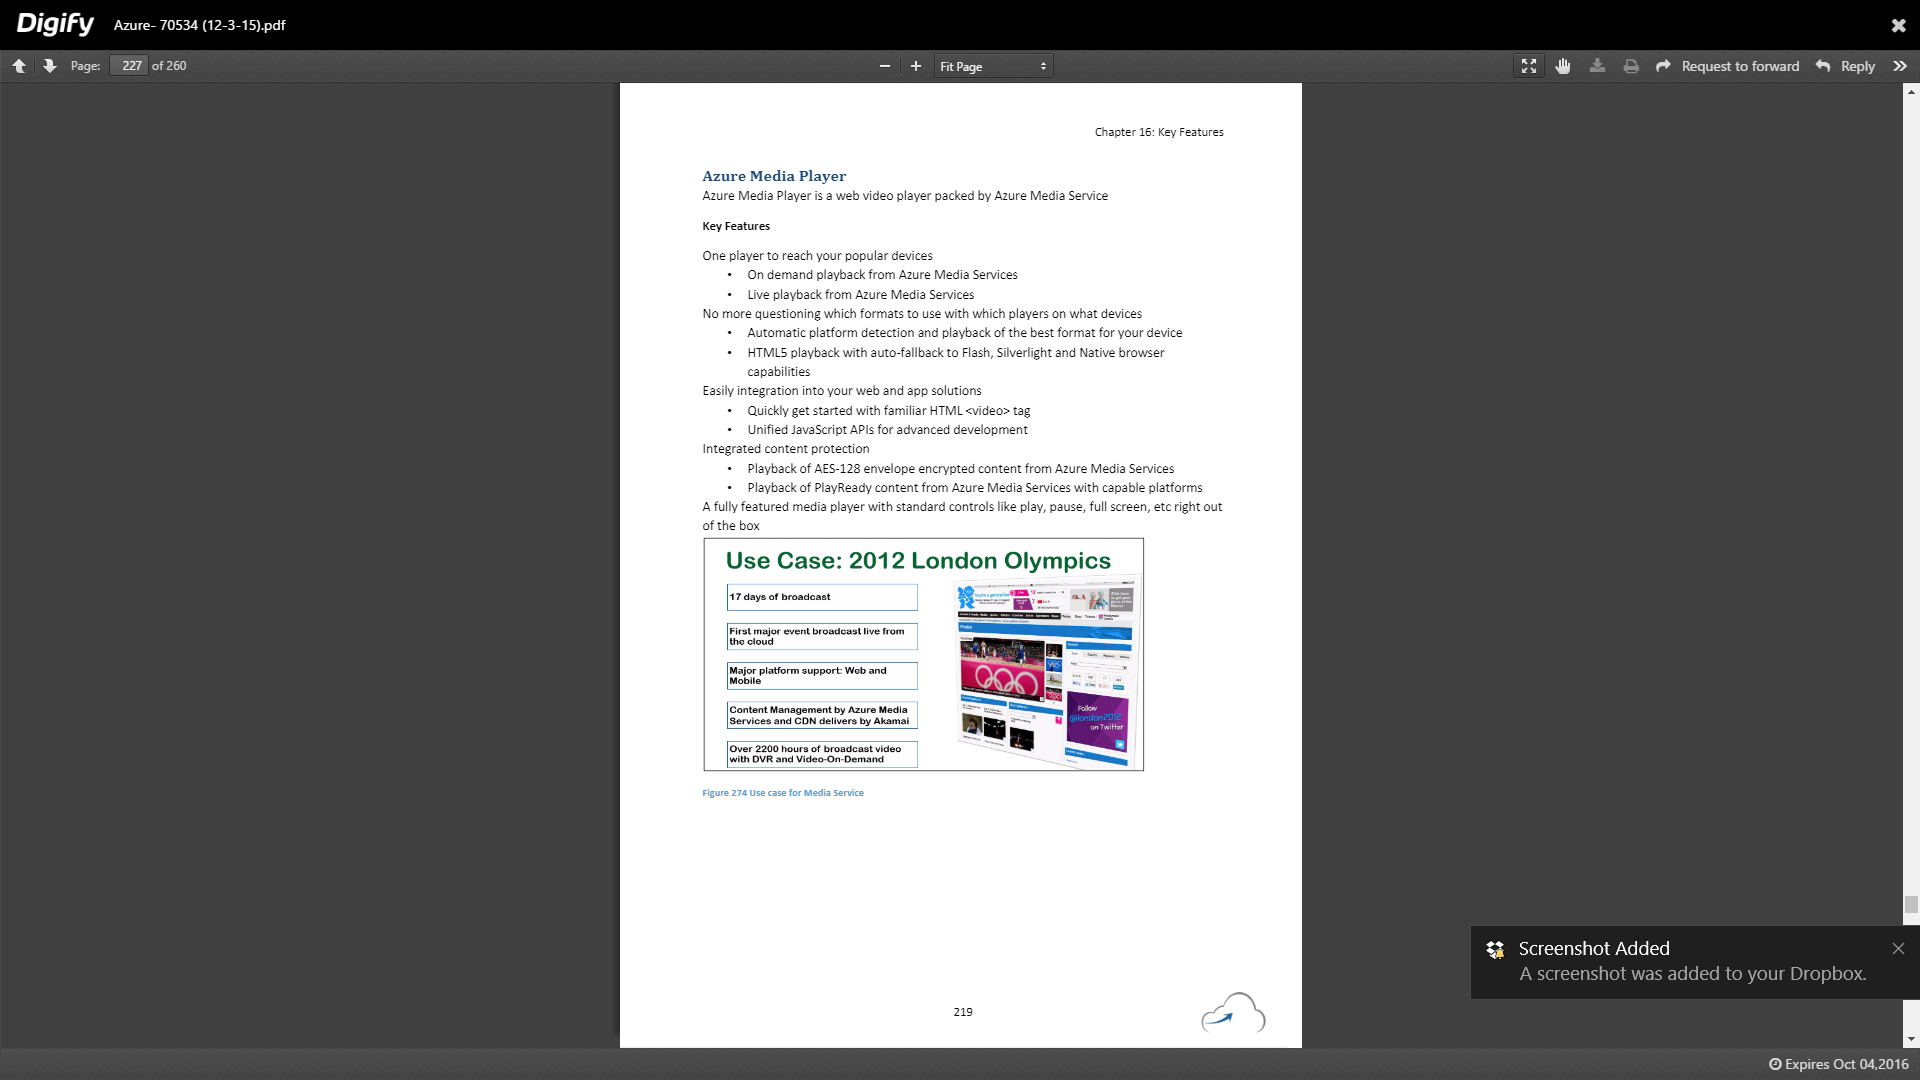 Digify
Azure- 70534 (12-3-15).pdf
Page: 227 of 260
Fit Page
Request to forward
Reply
Chapter 16: Key Features
Azure Media Player
Azure Media Player is a web video player packed by Azure Media Service
Key Features
One player to reach your popular devices
• On demand playback from Azure Media Services
• Live playback from Azure Media Services
No more questioning which formats to use with which players on what devices
• Automatic platform detection and playback of the best format for your device
• HTML5 playback with auto-fallback to Flash, Silverlight and Native browser
capabilities
Easily integration into your web and app solutions
• Quickly get started with familiar HTML <video> tag
• Unified JavaScript APIs for advanced development
Integrated content protection
• Playback of AES-128 envelope encrypted content from Azure Media Services
• Playback of PlayReady content from Azure Media Services with capable platforms
A fully featured media player with standard controls like play, pause, full screen, etc right out
of the box
Use Case: 2012 London Olympics
17 days of broadcast
First major event broadcast live from
the cloud
Major platform support: Web and
Mobile
Content Management by Azure Media
Services and CDN delivers by Akamai
Over 2200 hours of broadcast video
with DVR and Video-On-Demand
Follow
@london2012
on Twitter
Figure 274 Use case for Media Service
219
Screenshot Added
A screenshot was added to your Dropbox.
Expires Oct 04,2016